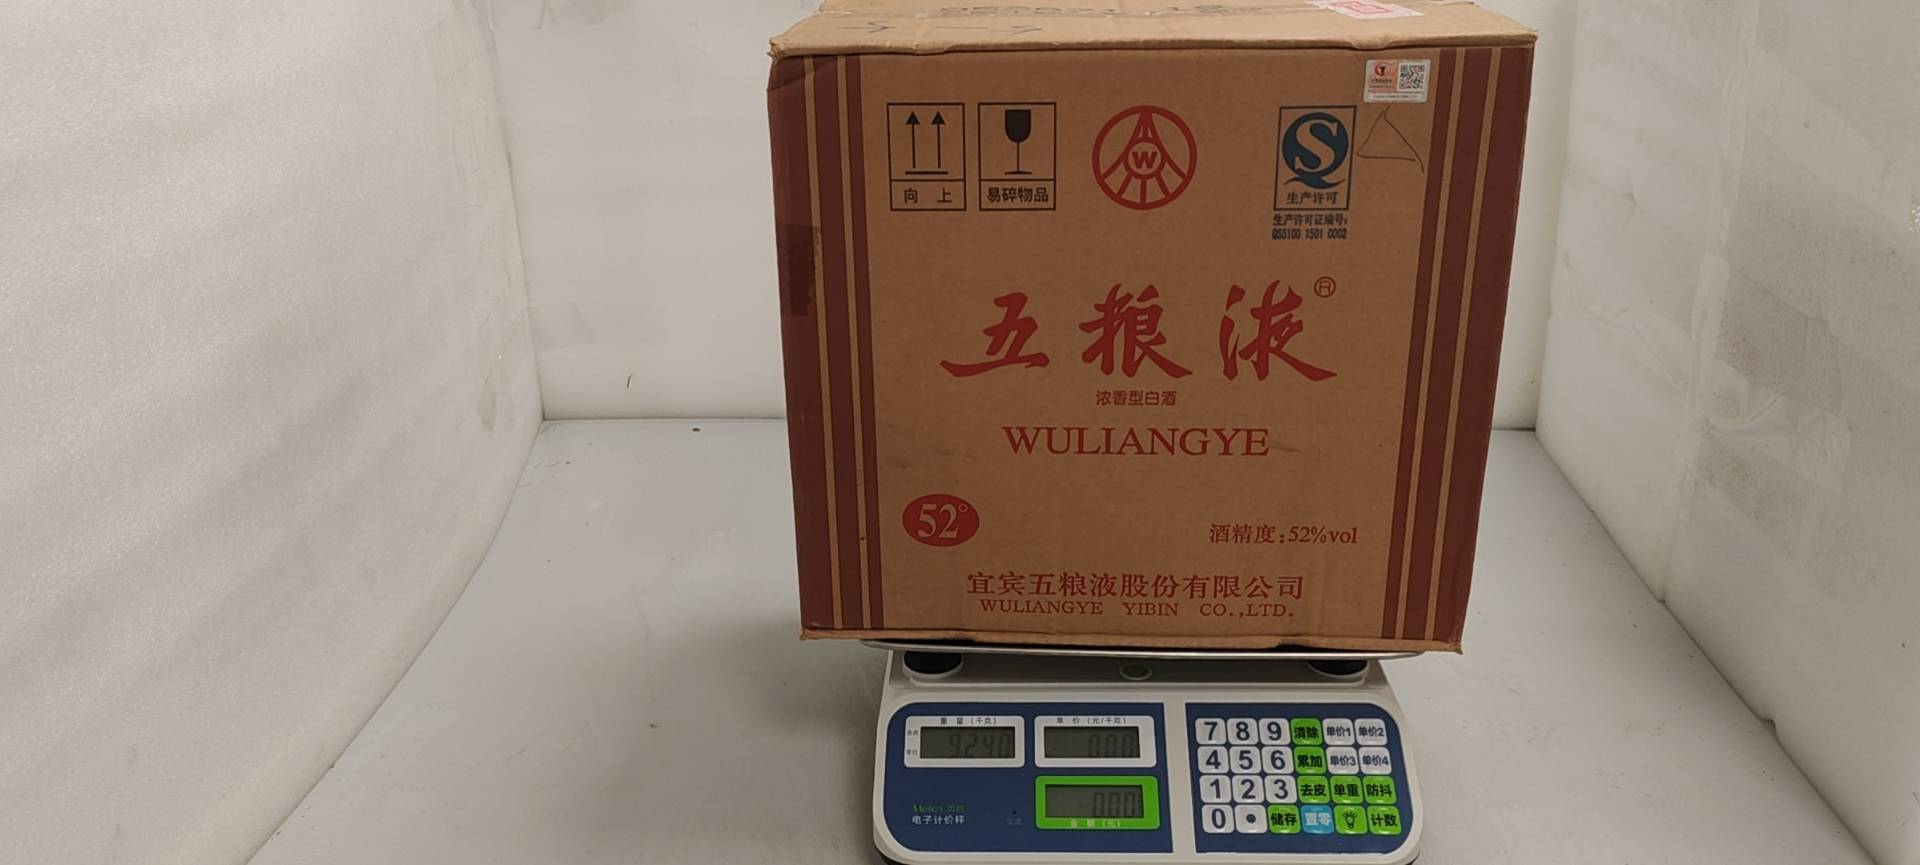 向 上
易碎物品
W
生产许可
生产许可证编号:
QS5100 1501 0002
五粮液®
浓香型白酒
WULIANGYE
52°
酒精度:52%vol
宜宾五粮液股份有限公司
WULIANGYE YIBIN CO.,LTD.
重 量 (千克)
单 价 (元/千克)
9.240
0.00
0.00
金 额 (元)
电子计价秤
7 8 9 清除 单价1 单价2
4 5 6 累加 单价3 单价4
1 2 3 去皮 单重 防抖
0 • 储存 置零 计数